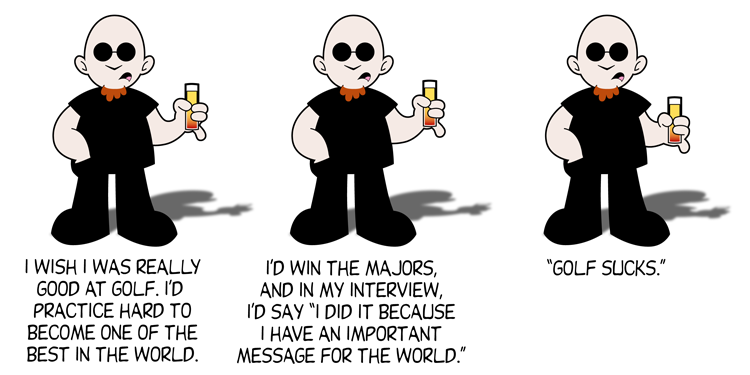 I WISH I WAS REALLY
GOOD AT GOLF. I'D
PRACTICE HARD TO
BECOME ONE OF THE
BEST IN THE WORLD.
I'D WIN THE MAJORS,
AND IN MY INTERVIEW,
I'D SAY "I DID IT BECAUSE
I HAVE AN IMPORTANT
MESSAGE FOR THE WORLD."
"GOLF SUCKS."